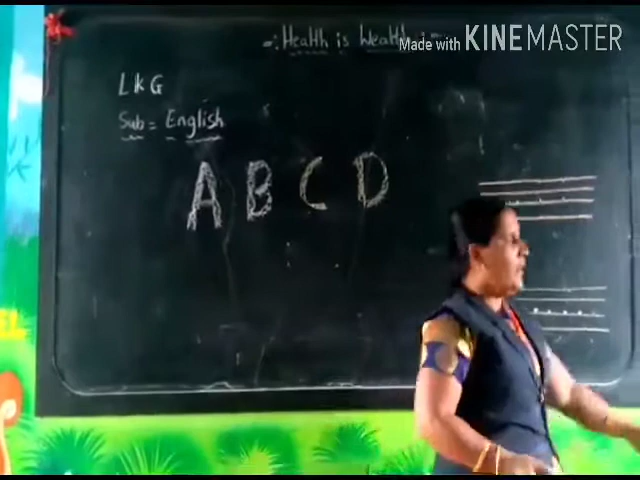 -: Health is Wealth :-
Made with KINEMASTER
LKG
Sub = English
A B C D